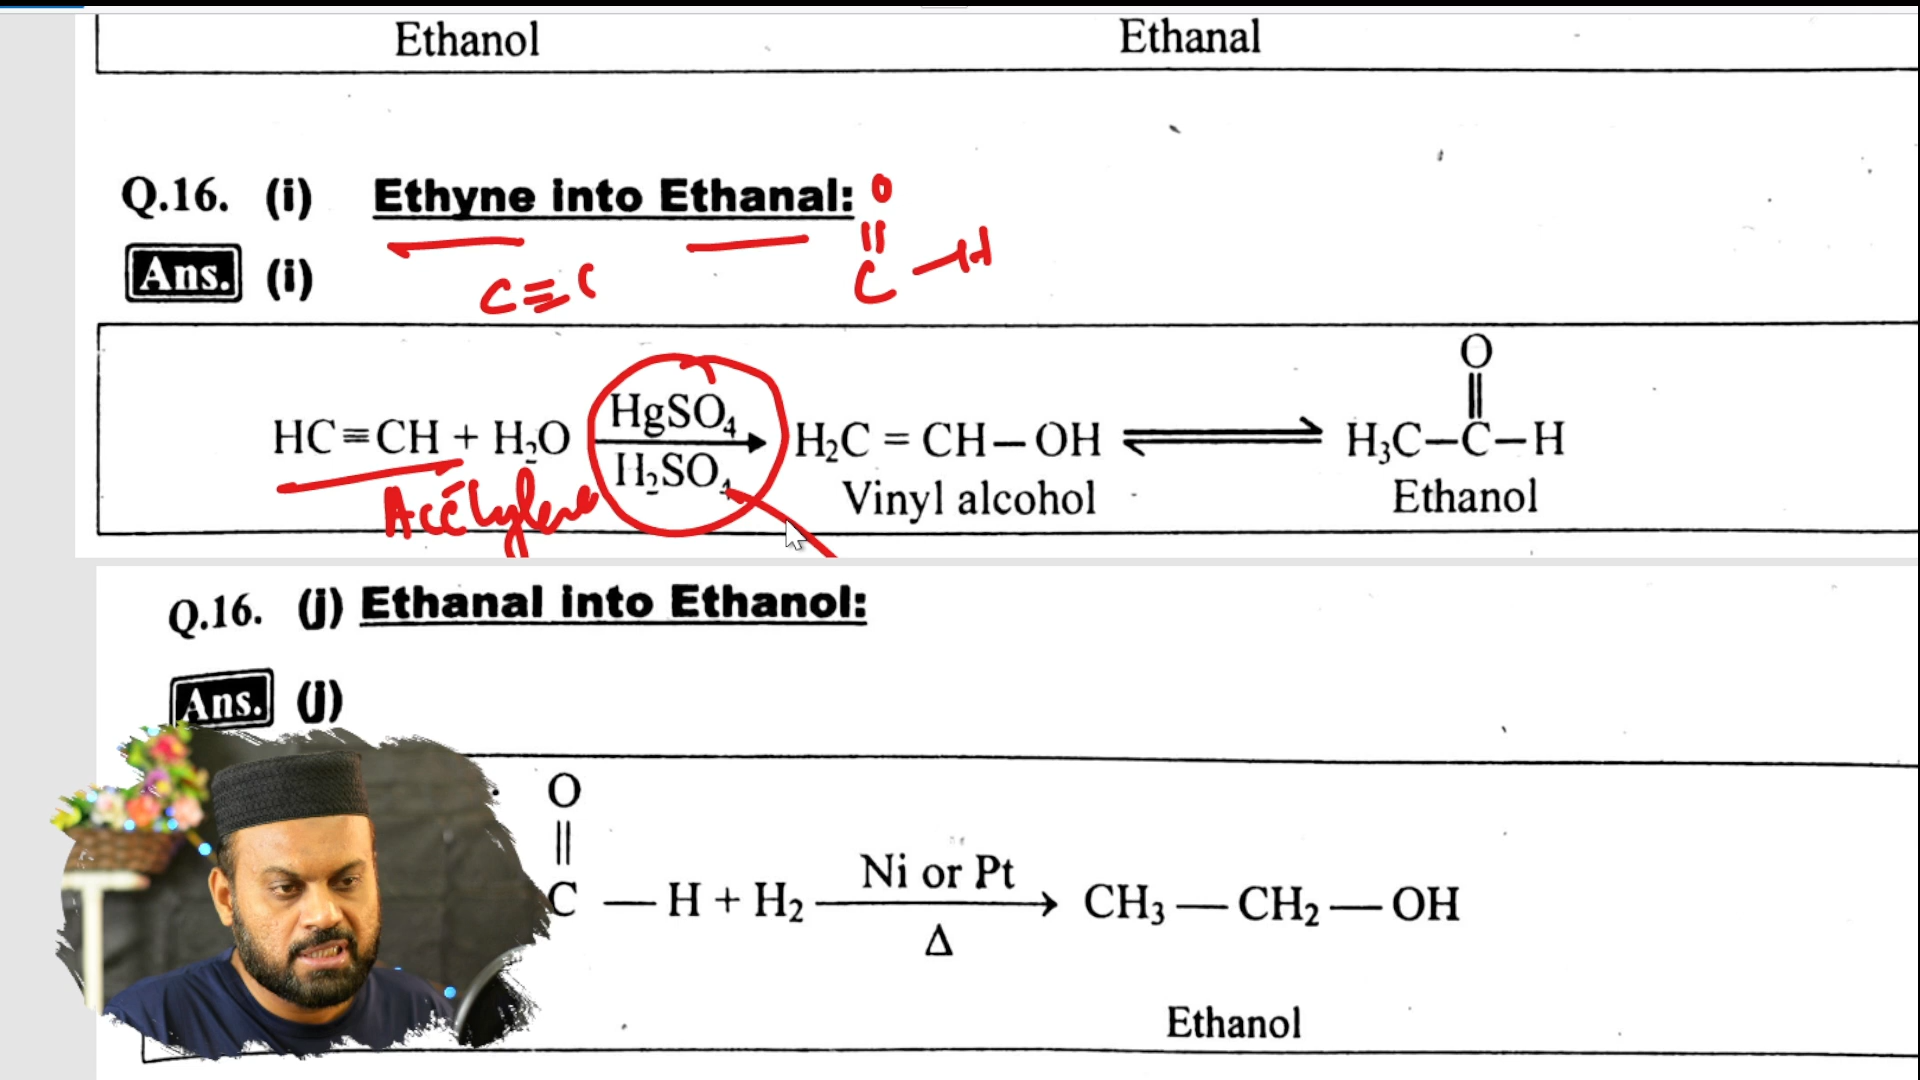 Ethanol Ethanal
Q.16. (i) Ethyne into Ethanal:
O
||
C—H
Ans. (i)
C≡C
O
||
HC≡CH + H₂O HgSO₄ H₂SO₄ H₂C = CH–OH ⇌ H₃C–C–H
Acetylene Vinyl alcohol Ethanol
Q.16. (j) Ethanal into Ethanol:
Ans. (j)
O
||
C — H + H₂ Ni or Pt Δ → CH₃ — CH₂ — OH
Ethanol